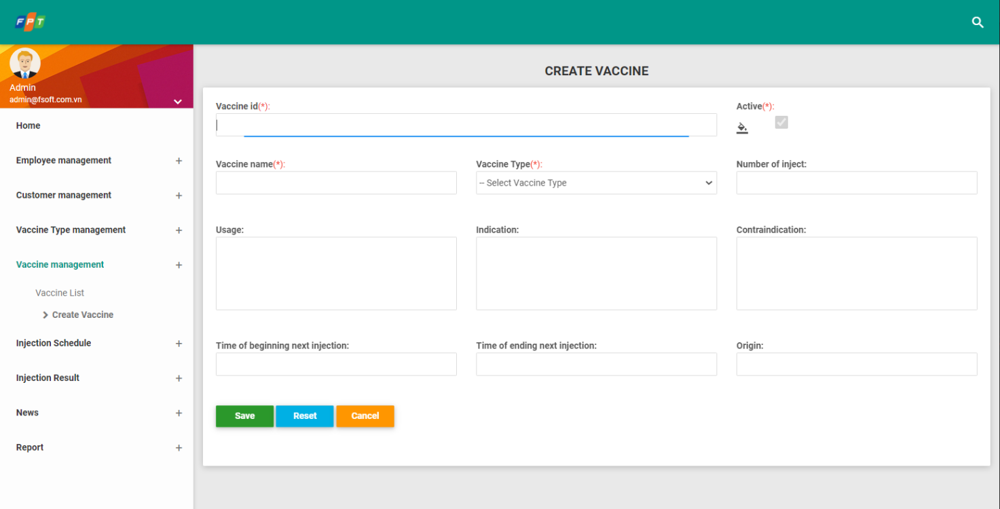 FPT
Admin
admin@fsoft.com.vn
Home
Employee management +
Customer management +
Vaccine Type management +
Vaccine management +
Vaccine List
Create Vaccine
Injection Schedule +
Injection Result +
News +
Report +
CREATE VACCINE
Vaccine id(*):
Active(*):
Vaccine name(*):
Vaccine Type(*):
Number of inject:
-- Select Vaccine Type
Usage:
Indication:
Contraindication:
Time of beginning next injection:
Time of ending next injection:
Origin:
Save
Reset
Cancel